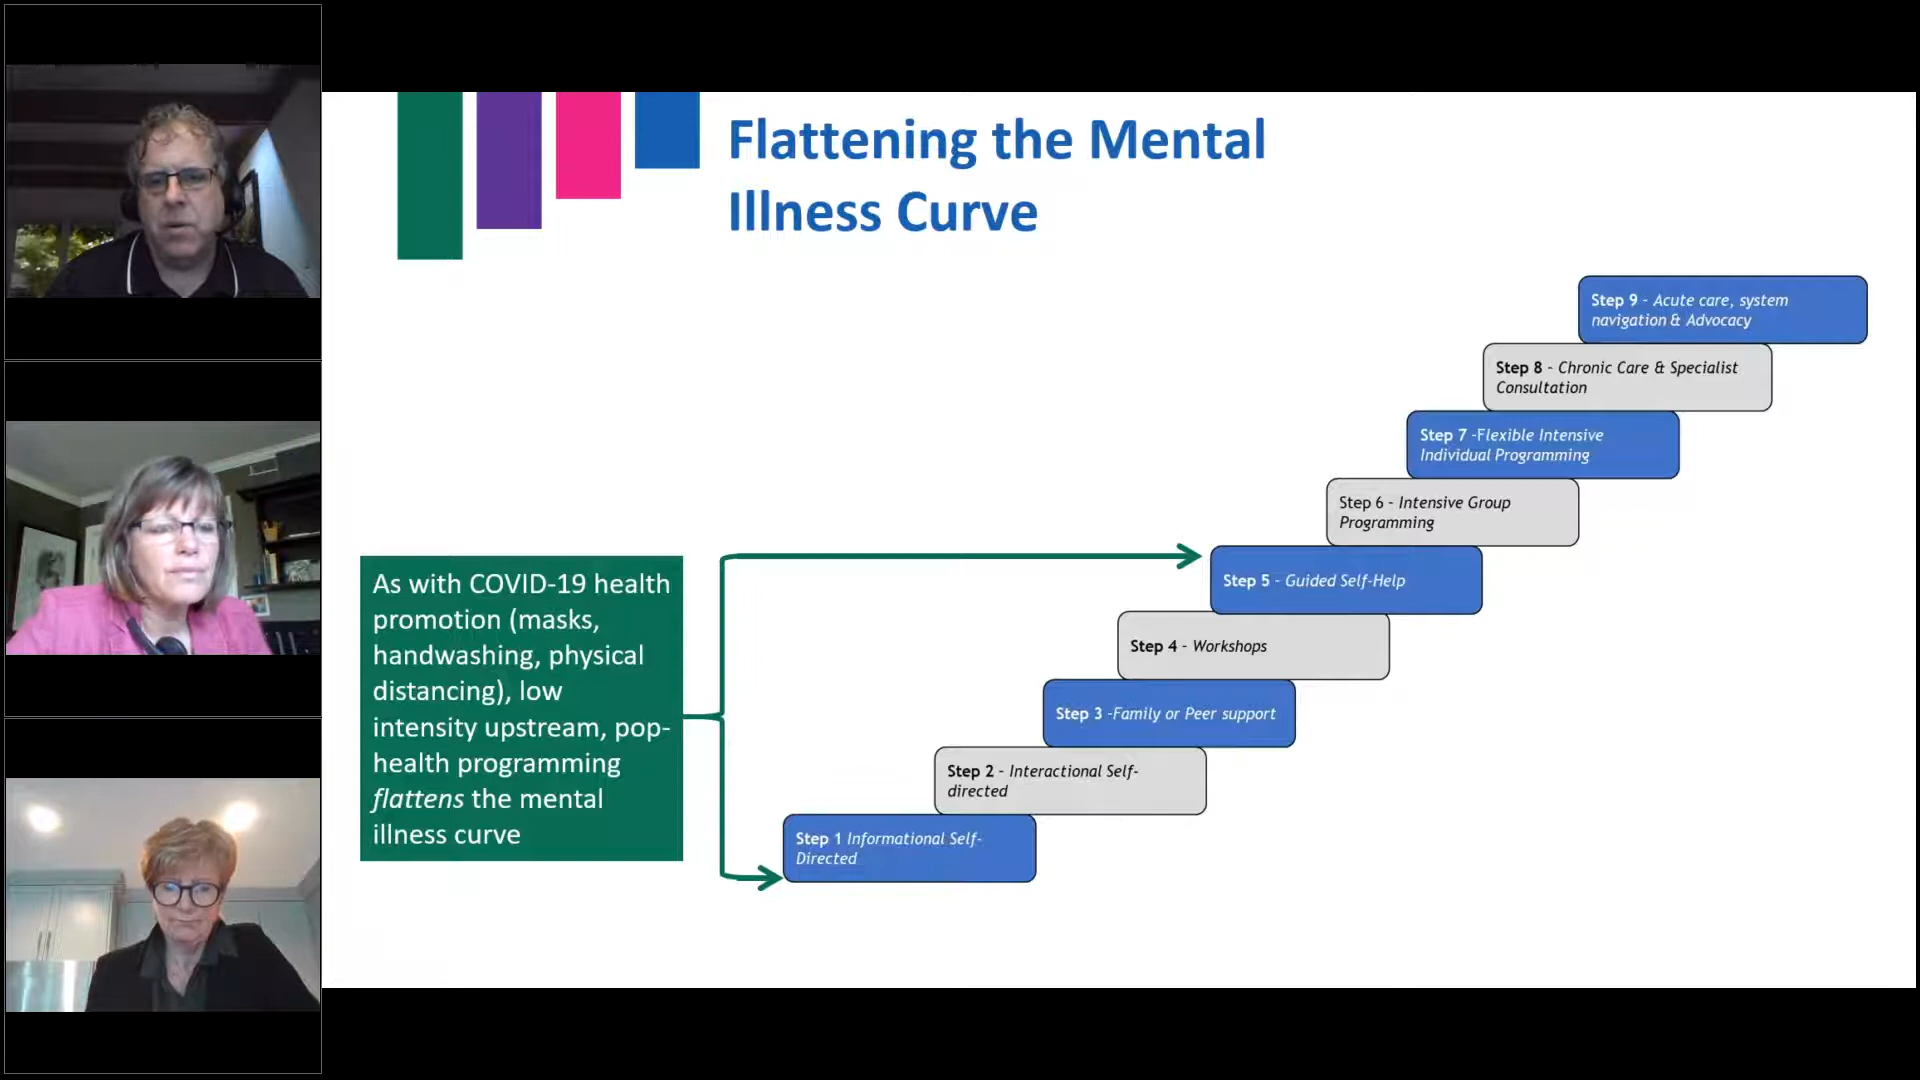 Flattening the Mental
Illness Curve
Step 9 - Acute care, system
navigation & Advocacy
Step 8 - Chronic Care & Specialist
Consultation
Step 7 -Flexible Intensive
Individual Programming
Step 6 - Intensive Group
Programming
Step 5 - Guided Self-Help
Step 4 - Workshops
Step 3 -Family or Peer support
Step 2 - Interactional Self-
directed
Step 1 Informational Self-
Directed
As with COVID-19 health
promotion (masks,
handwashing, physical
distancing), low
intensity upstream, pop-
health programming
flattens the mental
illness curve